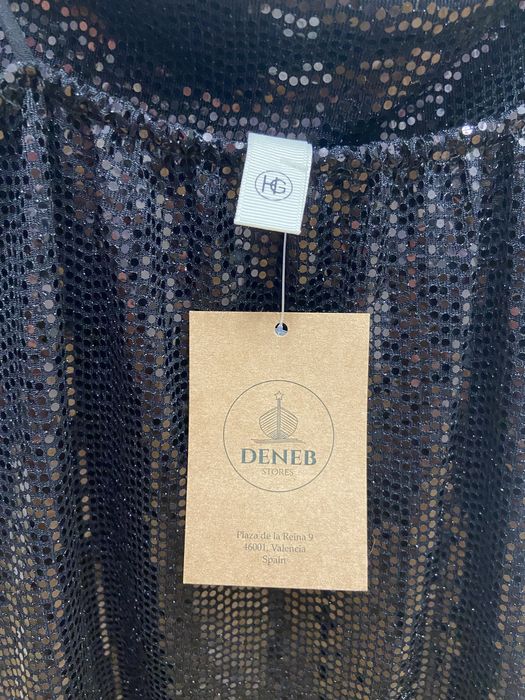 HG
DENEB
STORES
Plaza de la Reina 9
46001, Valencia
Spain